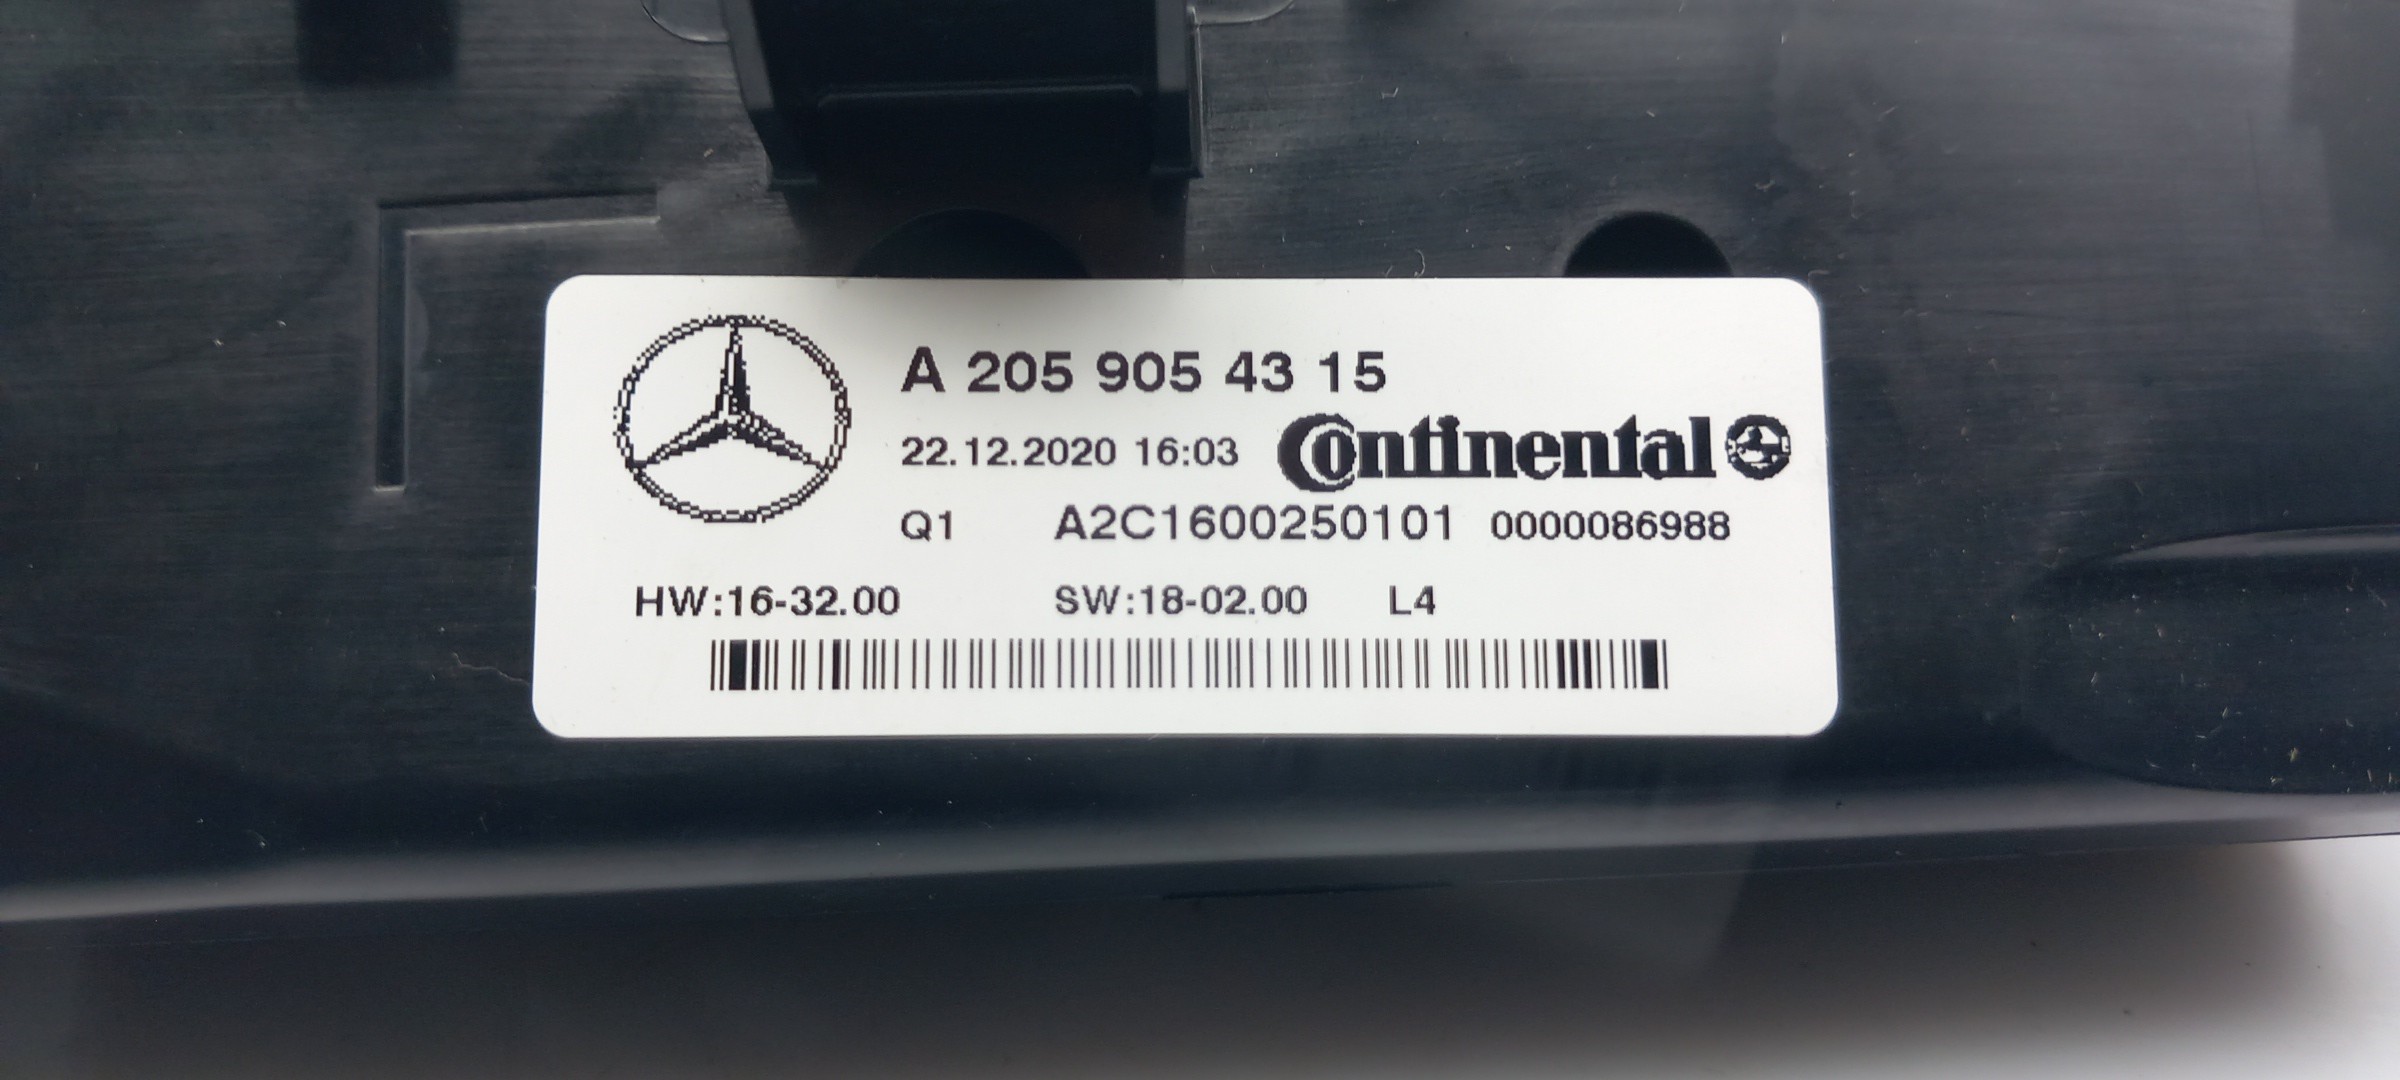 A 205 905 43 15
22.12.2020 16:03 Continental
Q1 A2C1600250101 0000086988
HW:16-32.00 SW:18-02.00 L4